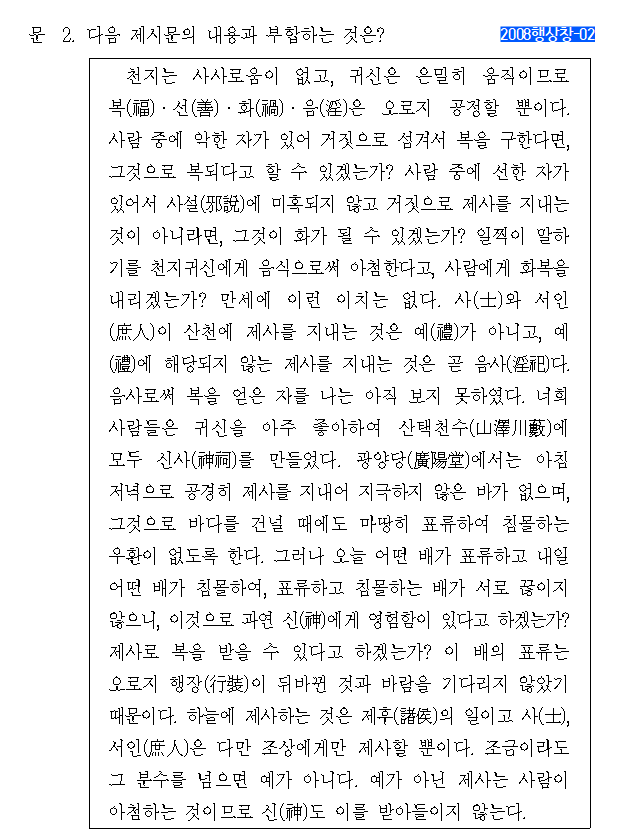 문 2. 다음 제시문의 내용과 부합하는 것은?
2008행상창-02
천지는 사사로움이 없고, 귀신은 은밀히 움직이므로
복(福)·선(善)·화(禍)·음(淫)은 오로지 공정할 뿐이다.
사람 중에 악한 자가 있어 거짓으로 섬겨서 복을 구한다면,
그것으로 복되다고 할 수 있겠는가? 사람 중에 선한 자가
있어서 사설(邪說)에 미혹되지 않고 거짓으로 제사를 지내는
것이 아니라면, 그것이 화가 될 수 있겠는가? 일찍이 말하
기를 천지귀신에게 음식으로써 아첨한다고, 사람에게 화복을
내리겠는가? 만세에 이런 이치는 없다. 사(士)와 서인
(庶人)이 산천에 제사를 지내는 것은 예(禮)가 아니고, 예
(禮)에 해당되지 않는 제사를 지내는 것은 곧 음사(淫祀)다.
음사로써 복을 얻은 자를 나는 아직 보지 못하였다. 너희
사람들은 귀신을 아주 좋아하여 산택천수(山澤川藪)에
모두 신사(神祠)를 만들었다. 광양당(廣陽堂)에서는 아침
저녁으로 공경히 제사를 지내어 지극하지 않은 바가 없으며,
그것으로 바다를 건널 때에도 마땅히 표류하여 침몰하는
우환이 없도록 한다. 그러나 오늘 어떤 배가 표류하고 내일
어떤 배가 침몰하여, 표류하고 침몰하는 배가 서로 끊이지
않으니, 이것으로 과연 신(神)에게 영험함이 있다고 하겠는가?
제사로 복을 받을 수 있다고 하겠는가? 이 배의 표류는
오로지 행장(行裝)이 뒤바뀐 것과 바람을 기다리지 않았기
때문이다. 하늘에 제사하는 것은 제후(諸侯)의 일이고 사(士),
서인(庶人)은 다만 조상에게만 제사할 뿐이다. 조금이라도
그 분수를 넘으면 예가 아니다. 예가 아닌 제사는 사람이
아첨하는 것이므로 신(神)도 이를 받아들이지 않는다.